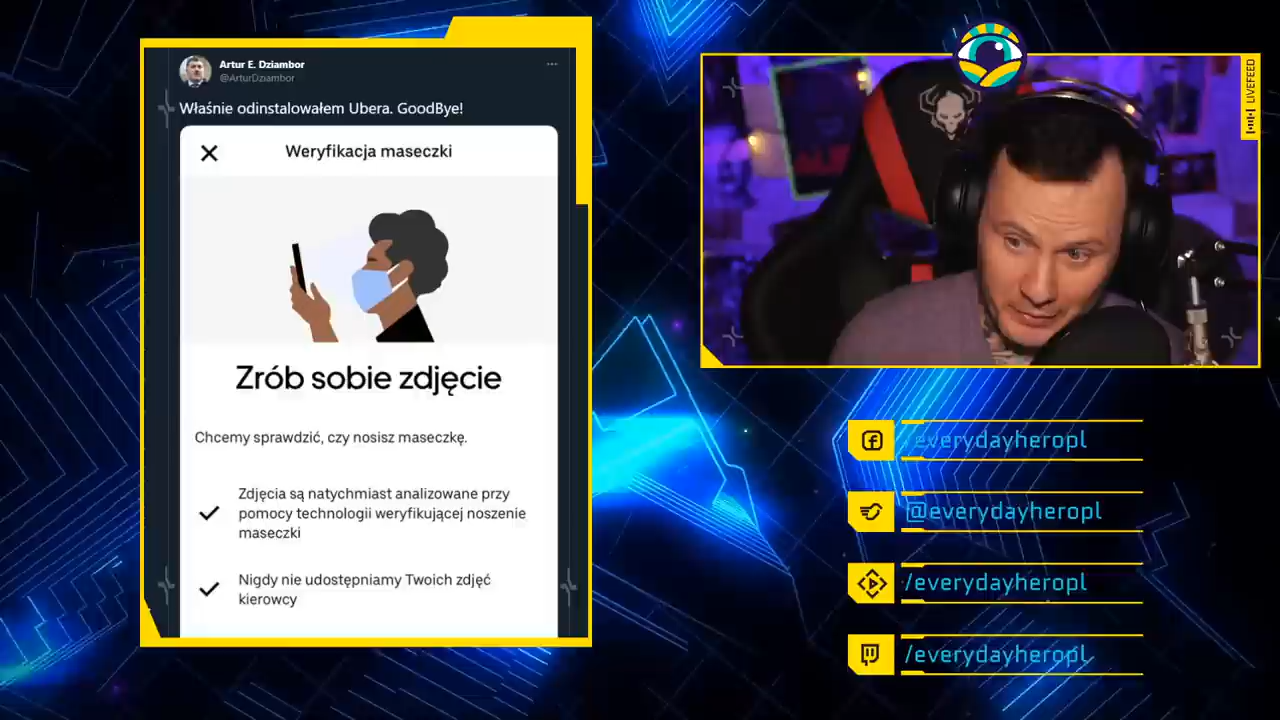 Artur E. Dziambor
@ArturDziambor
Właśnie odinstalowałem Ubera. GoodBye!
Weryfikacja maseczki
Zrób sobie zdjęcie
Chcemy sprawdzić, czy nosisz maseczkę.
Zdjęcia są natychmiast analizowane przy
pomocy technologii weryfikującej noszenie
maseczki
Nigdy nie udostępniamy Twoich zdjęć
kierowcy
LIVEFEED
/everydayheropl
@everydayheropl
/everydayheropl
/everydayheropl